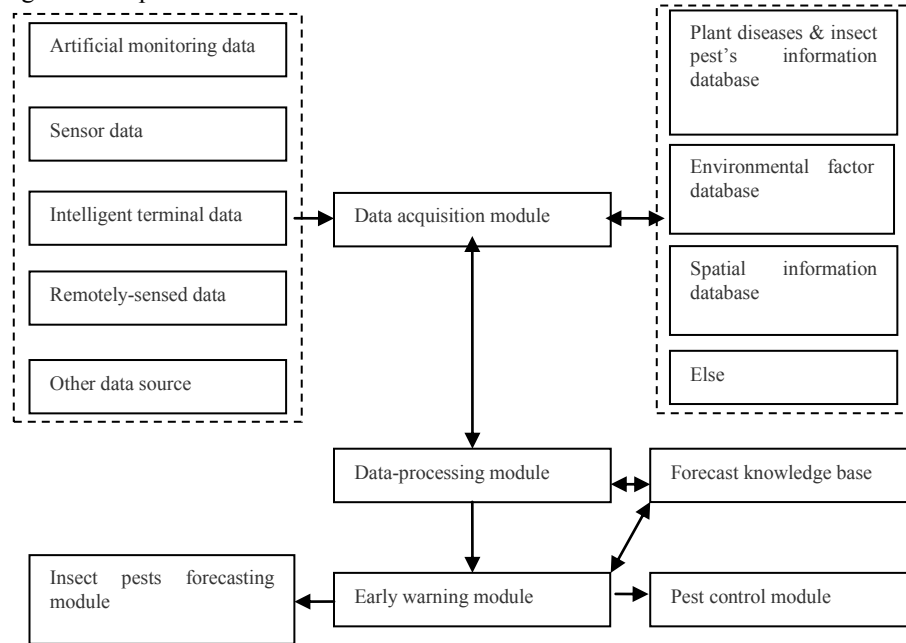 Artificial monitoring data
Sensor data
Intelligent terminal data
Remotely-sensed data
Other data source
Data acquisition module
Plant diseases & insect
pest's information
database
Environmental factor
database
Spatial information
database
Else
Data-processing module
Forecast knowledge base
Insect pests forecasting
module
Early warning module
Pest control module